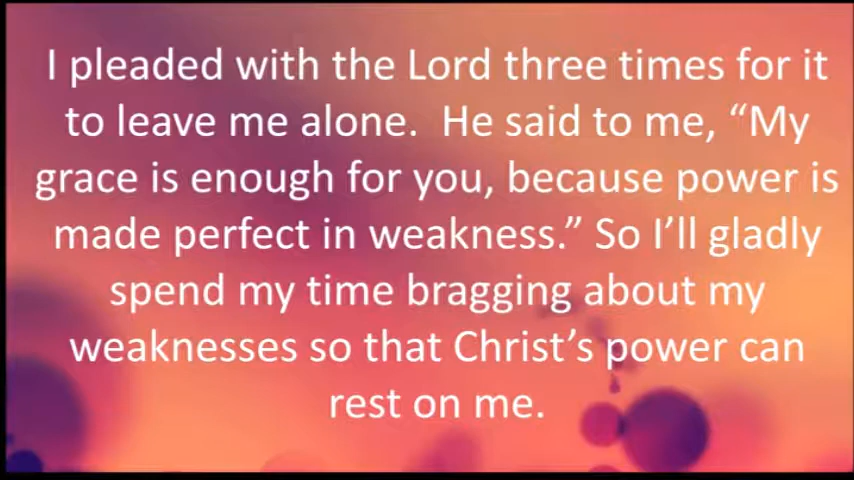 I pleaded with the Lord three times for it
to leave me alone.  He said to me, “My
grace is enough for you, because power is
made perfect in weakness.” So I’ll gladly
spend my time bragging about my
weaknesses so that Christ’s power can
rest on me.